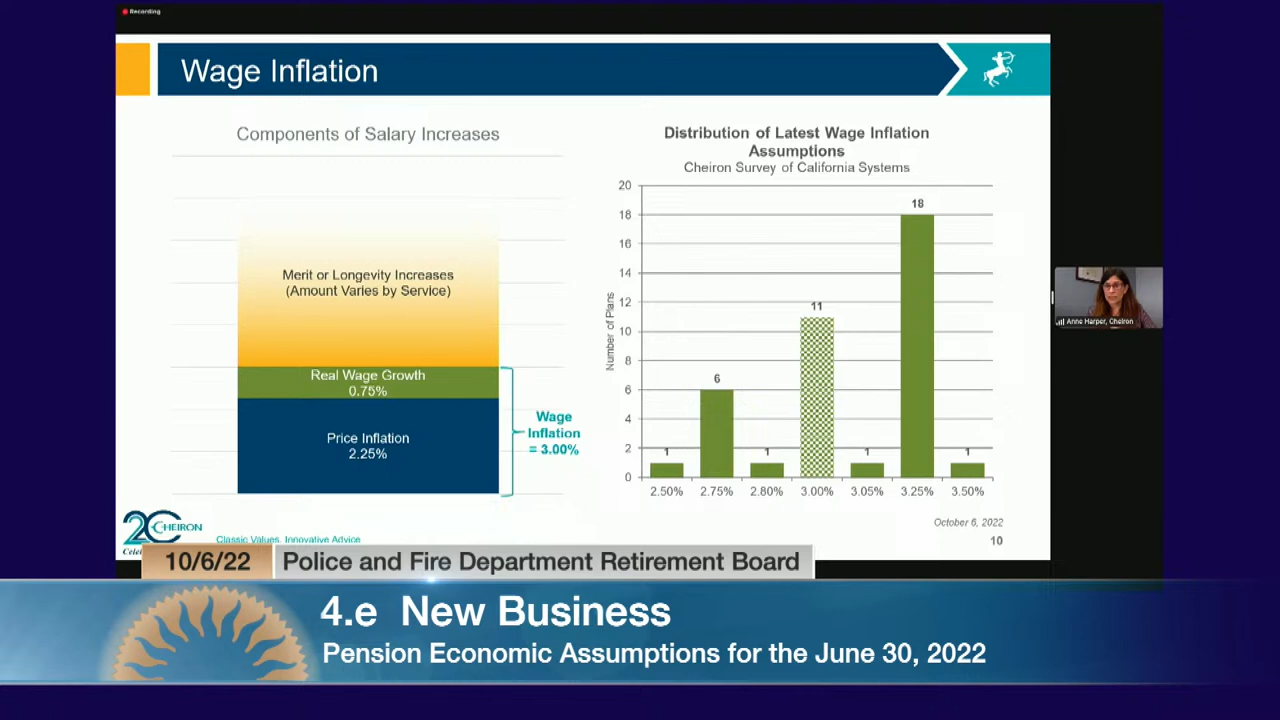 Recording
Wage Inflation
Components of Salary Increases
Merit or Longevity Increases
(Amount Varies by Service)
Real Wage Growth
0.75%
Price Inflation
2.25%
Wage
Inflation
= 3.00%
Distribution of Latest Wage Inflation
Assumptions
Cheiron Survey of California Systems
Number of Plans
20
18
16
14
12
10
8
6
4
2
0
1
6
1
11
1
18
1
2.50% 2.75% 2.80% 3.00% 3.05% 3.25% 3.50%
Anne Harper, Cheiron
October 6, 2022
10
20 CHEIRON
Classic Values, Innovative Advice
10/6/22
Police and Fire Department Retirement Board
4.e New Business
Pension Economic Assumptions for the June 30, 2022